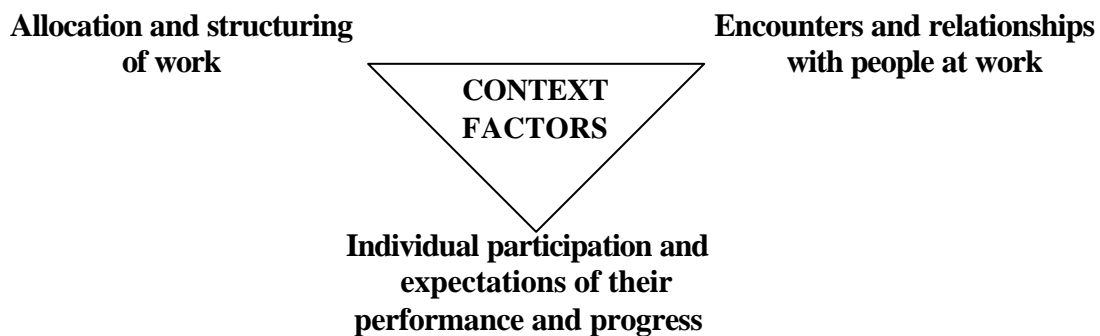 Allocation and structuring
of work
Encounters and relationships
with people at work
CONTEXT
FACTORS
Individual participation and
expectations of their
performance and progress